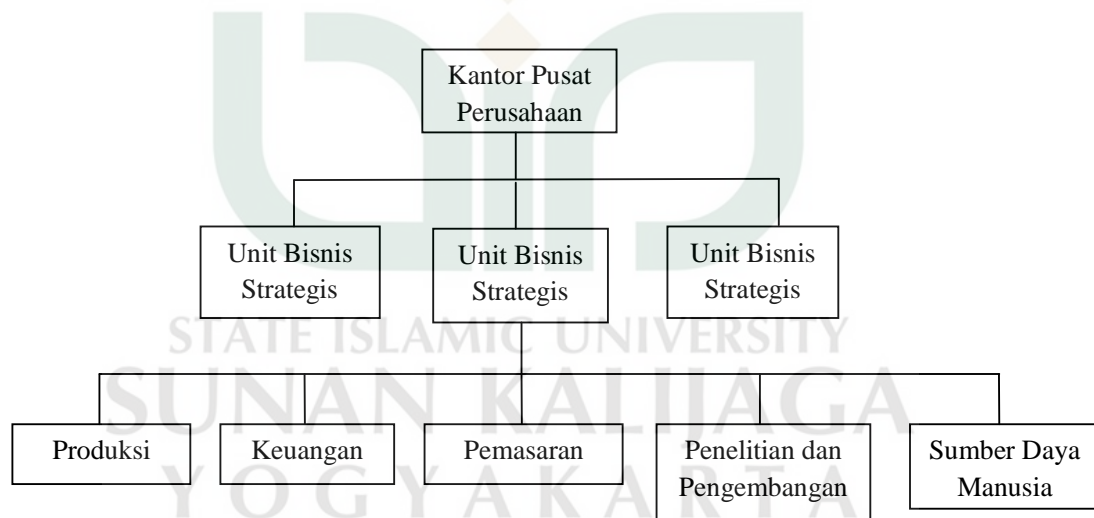 Kantor Pusat
Perusahaan
Unit Bisnis
Strategis
Unit Bisnis
Strategis
Unit Bisnis
Strategis
STATE ISLAMIC UNIVERSITY
SUNAN KALIJAGA
YOGYAKARTA
Produksi
Keuangan
Pemasaran
Penelitian dan
Pengembangan
Sumber Daya
Manusia